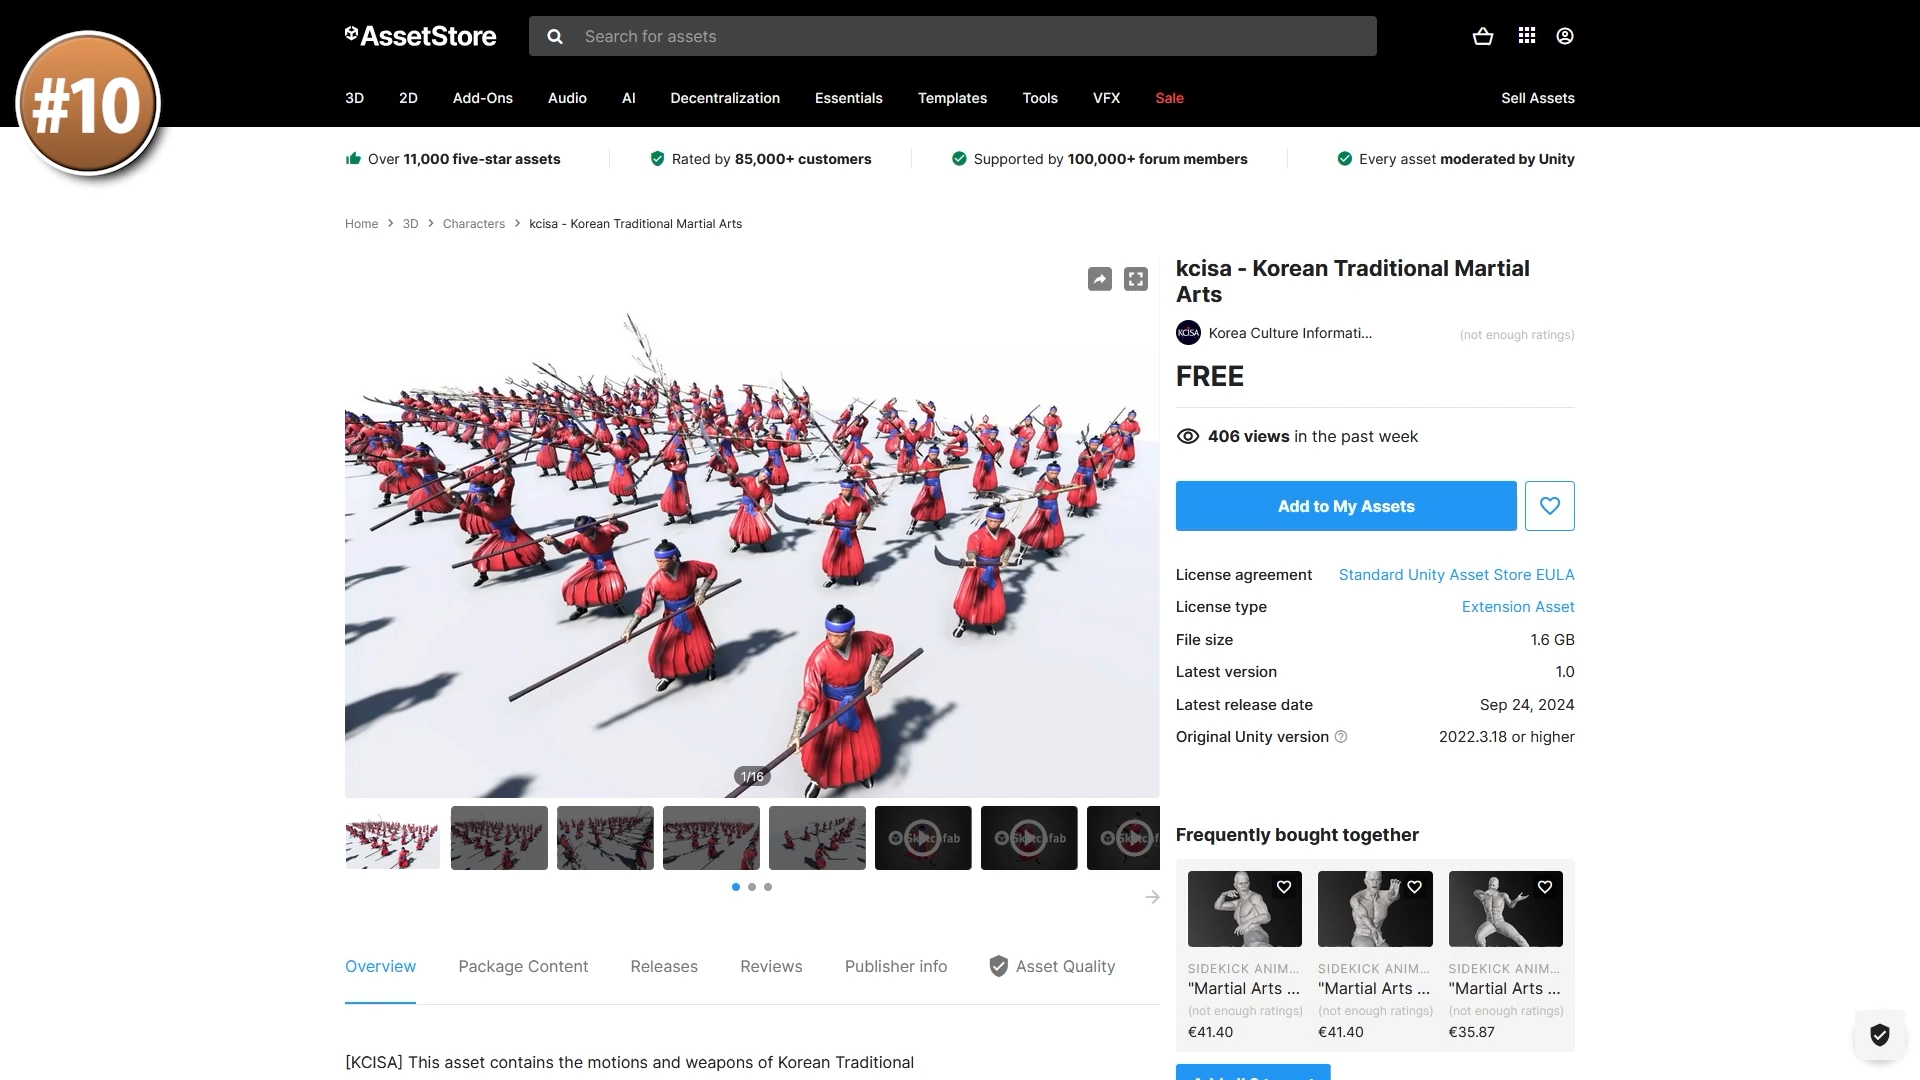 #10
AssetStore
Search for assets
3D 2D Add-Ons Audio AI Decentralization Essentials Templates Tools VFX Sale Sell Assets
Over 11,000 five-star assets
Rated by 85,000+ customers
Supported by 100,000+ forum members
Every asset moderated by Unity
Home > 3D > Characters > kcisa - Korean Traditional Martial Arts
kcisa - Korean Traditional Martial
Arts
KCISA
Korea Culture Informati...
(not enough ratings)
FREE
406 views in the past week
Add to My Assets
License agreement Standard Unity Asset Store EULA
License type Extension Asset
File size 1.6 GB
Latest version 1.0
Latest release date Sep 24, 2024
Original Unity version 2022.3.18 or higher
1/16
Sketchfab
Sketchfab
Frequently bought together
SIDEKICK ANIM... SIDEKICK ANIM... SIDEKICK ANIM...
"Martial Arts ... "Martial Arts ... "Martial Arts ...
(not enough ratings) (not enough ratings) (not enough ratings)
€41.40 €41.40 €35.87
Overview Package Content Releases Reviews Publisher info Asset Quality
[KCISA] This asset contains the motions and weapons of Korean Traditional